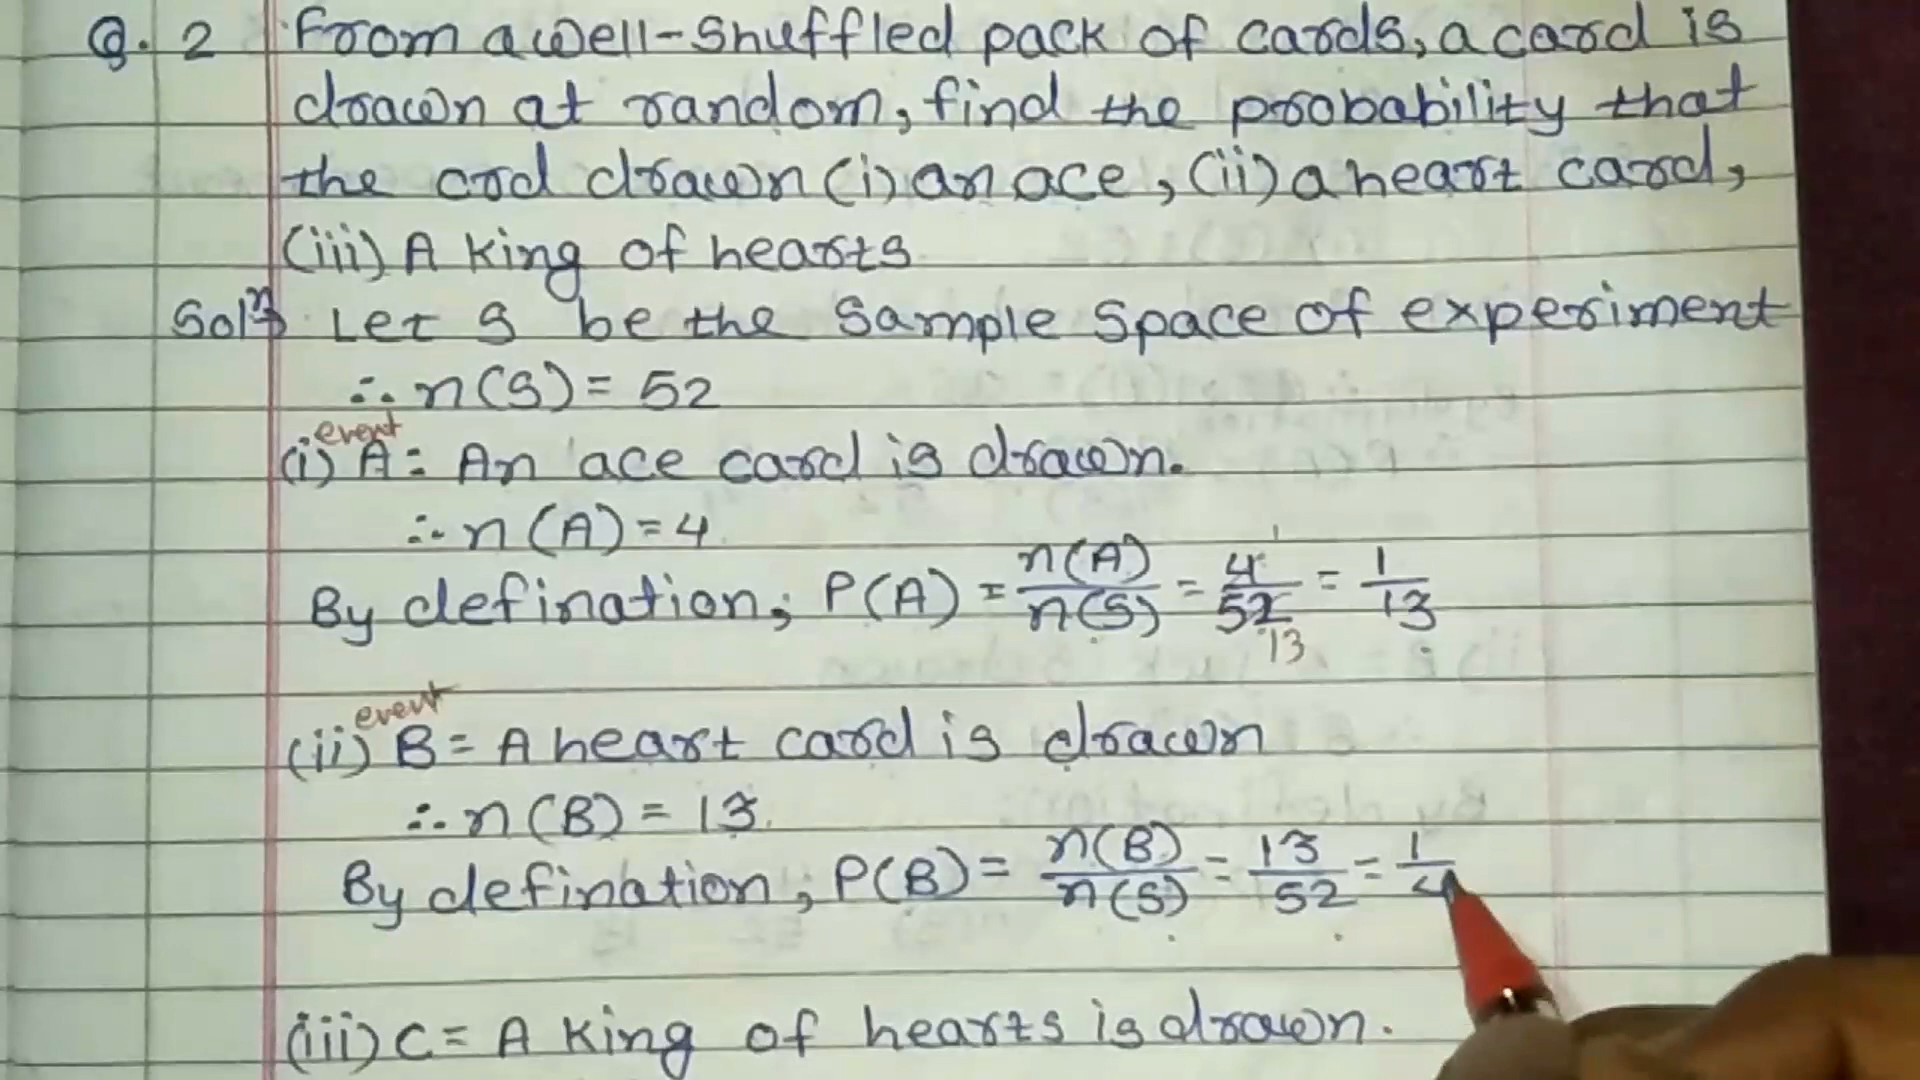 Q. 2 From a well-shuffled pack of cards, a card is
drawn at random, find the probability that
the crd drawn (i) an ace, (ii) a heart card,
(iii) A king of hearts
Solⁿ Let S be the sample space of experiment
∴ n(S) = 52
event
(i) A: An ace card is drawn.
∴ n(A) = 4
By defination, P(A) = n(A)/n(S) = 4/52 = 1/13
1
13
event
(ii) B = A heart card is drawn
∴ n(B) = 13
By defination, P(B) = n(B)/n(S) = 13/52 = 1/4
(iii) C = A king of hearts is drawn.